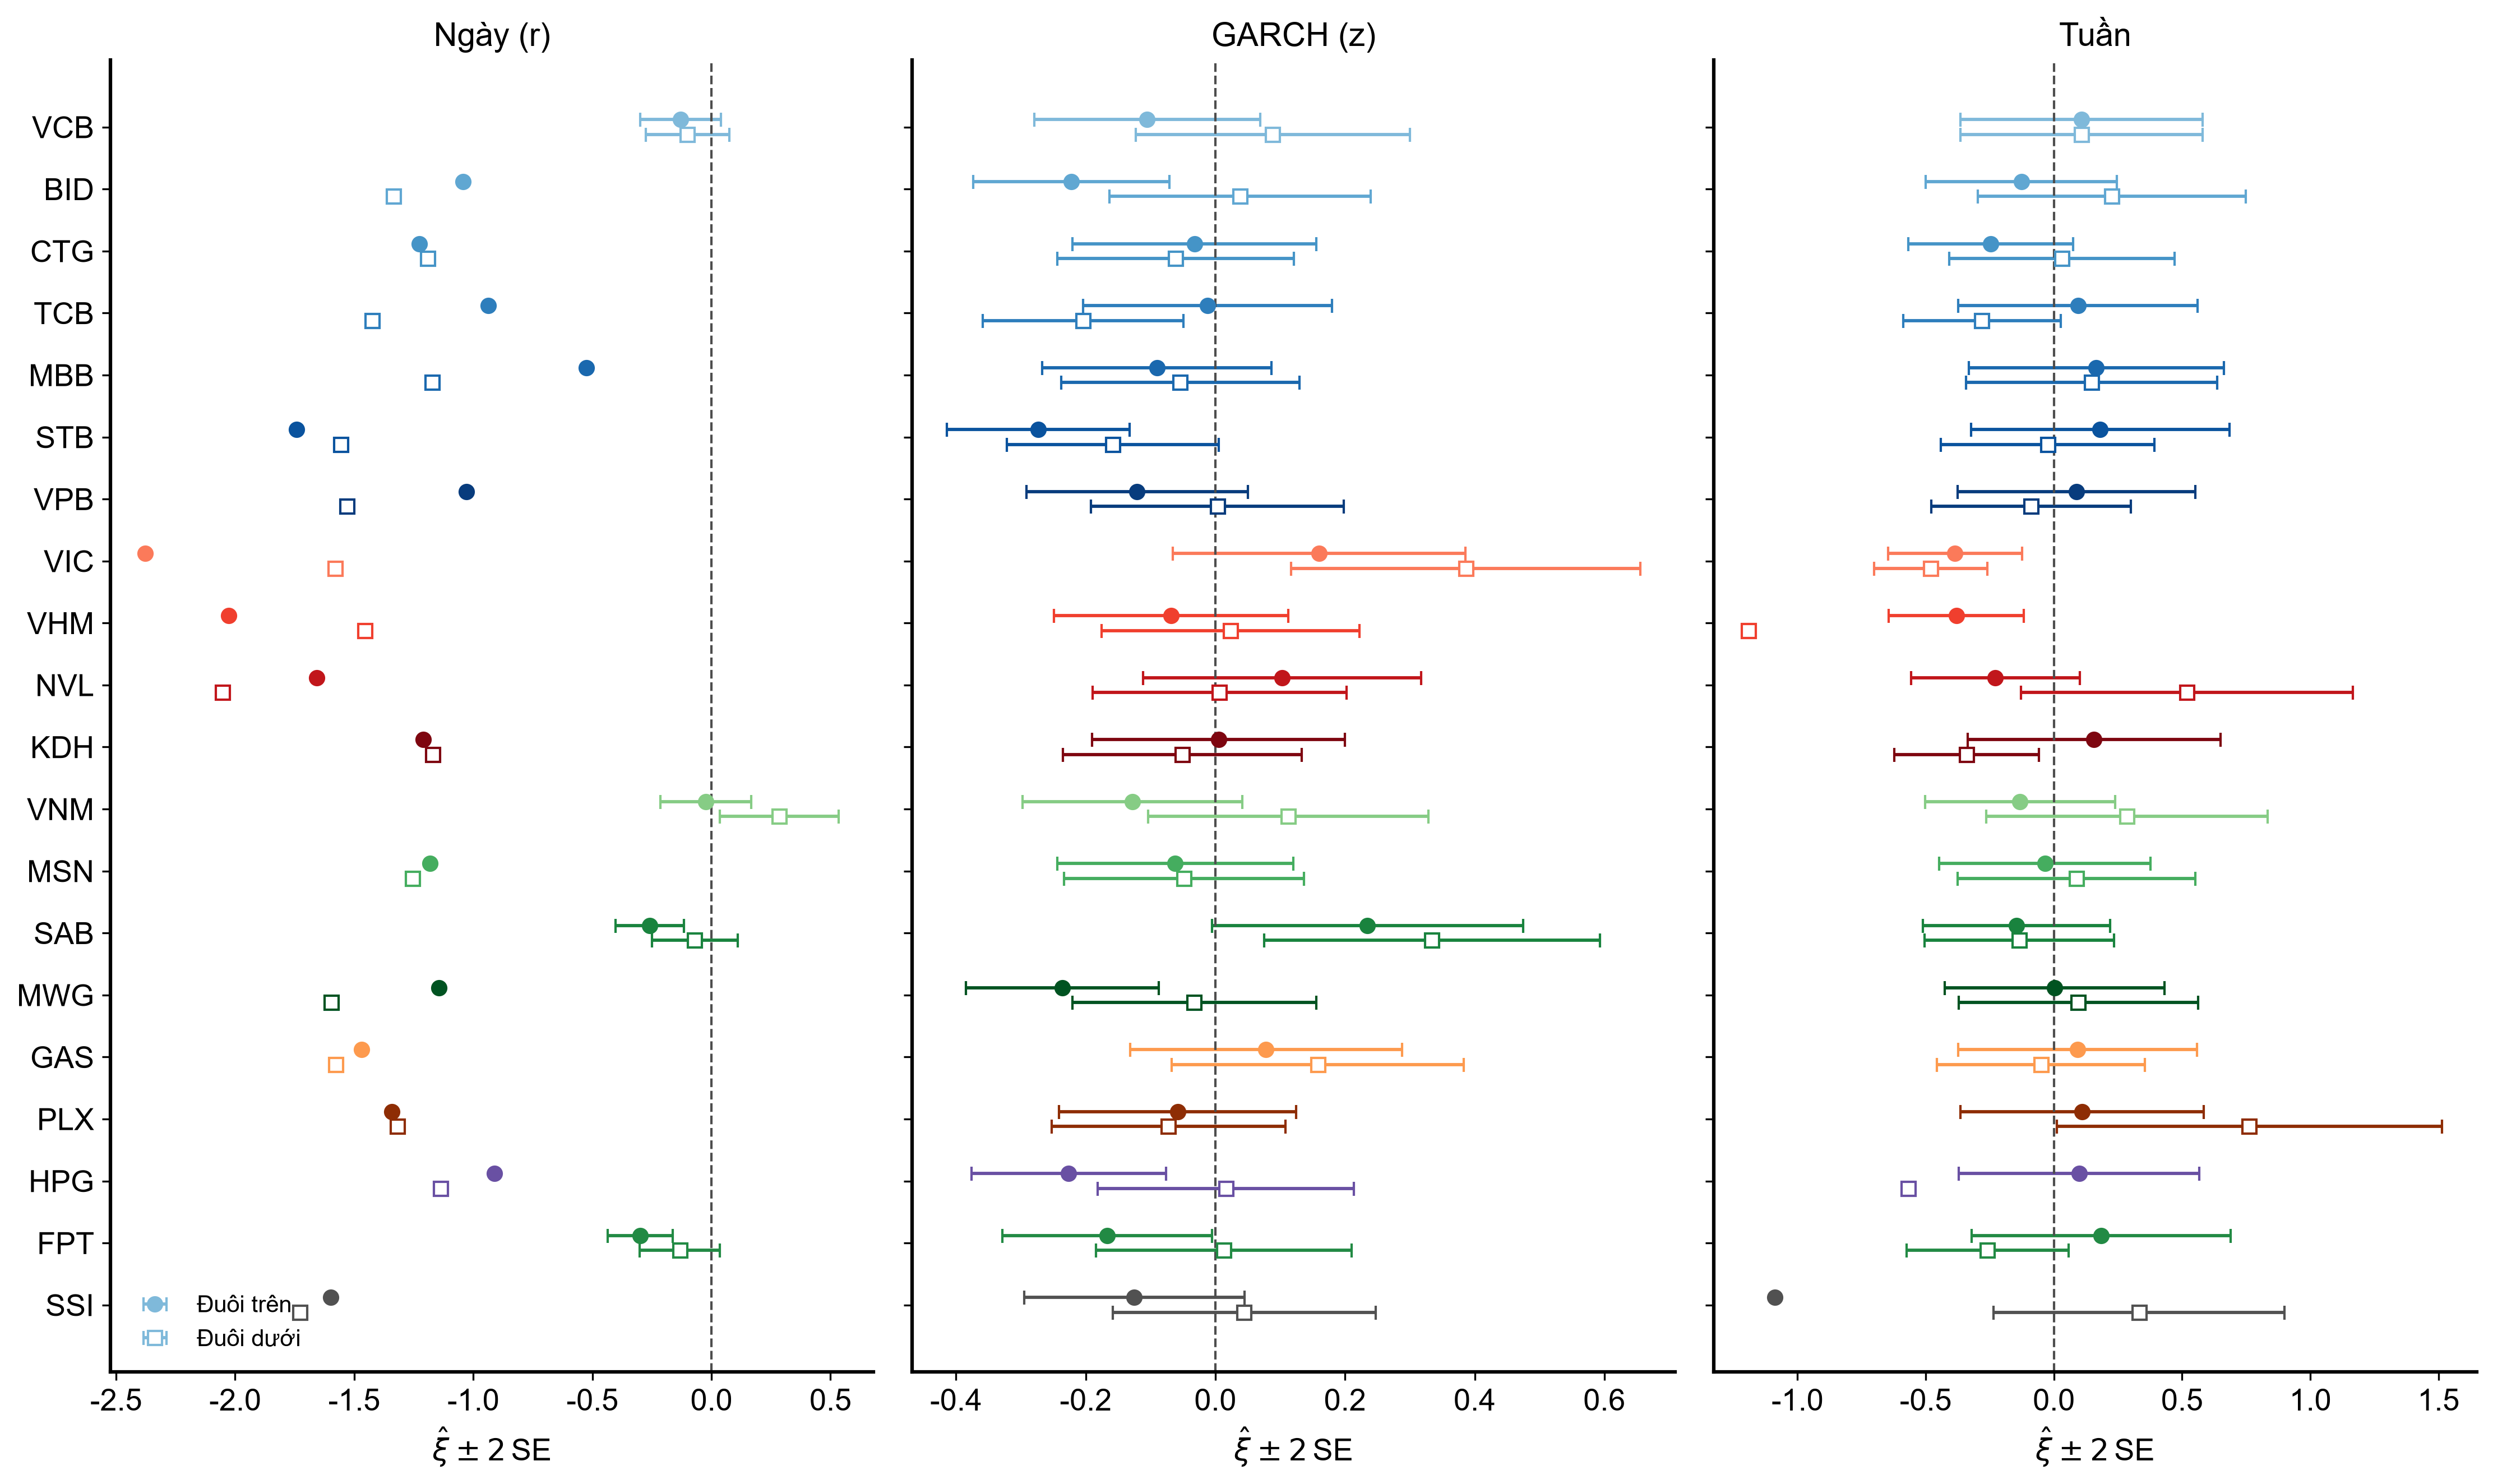 Ngày (r)
GARCH (z)
Tuần
VCB
BID
CTG
TCB
MBB
STB
VPB
VIC
VHM
NVL
KDH
VNM
MSN
SAB
MWG
GAS
PLX
HPG
FPT
SSI
Đuôi trên
Đuôi dưới
-2.5 -2.0 -1.5 -1.0 -0.5 0.0 0.5
-0.4 -0.2 0.0 0.2 0.4 0.6
-1.0 -0.5 0.0 0.5 1.0 1.5
ξ̂ ± 2 SE
ξ̂ ± 2 SE
ξ̂ ± 2 SE